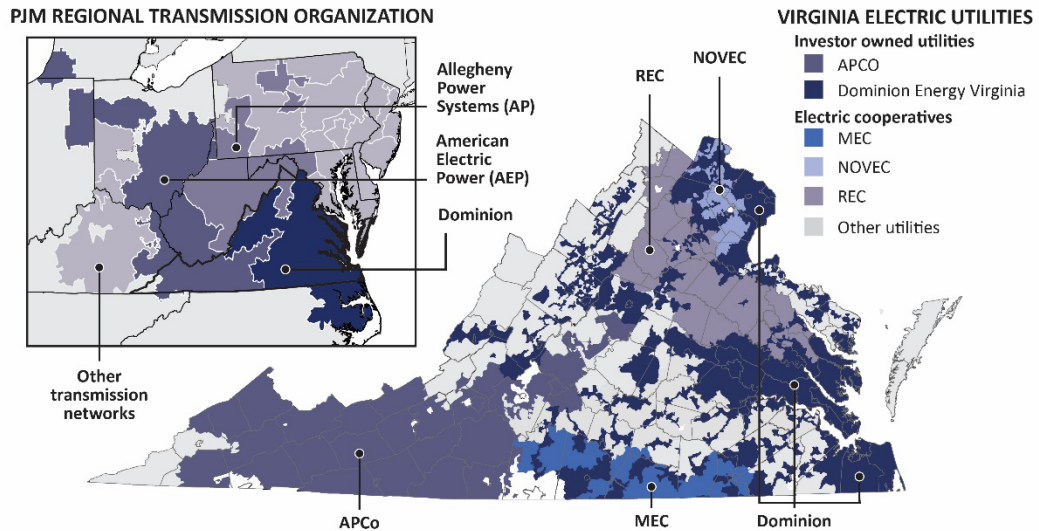 PJM REGIONAL TRANSMISSION ORGANIZATION
Allegheny
Power
Systems (AP)
American
Electric
Power (AEP)
Dominion
Other
transmission
networks
VIRGINIA ELECTRIC UTILITIES
Investor owned utilities
APCO
Dominion Energy Virginia
Electric cooperatives
MEC
NOVEC
REC
Other utilities
NOVEC
REC
APCo
MEC
Dominion